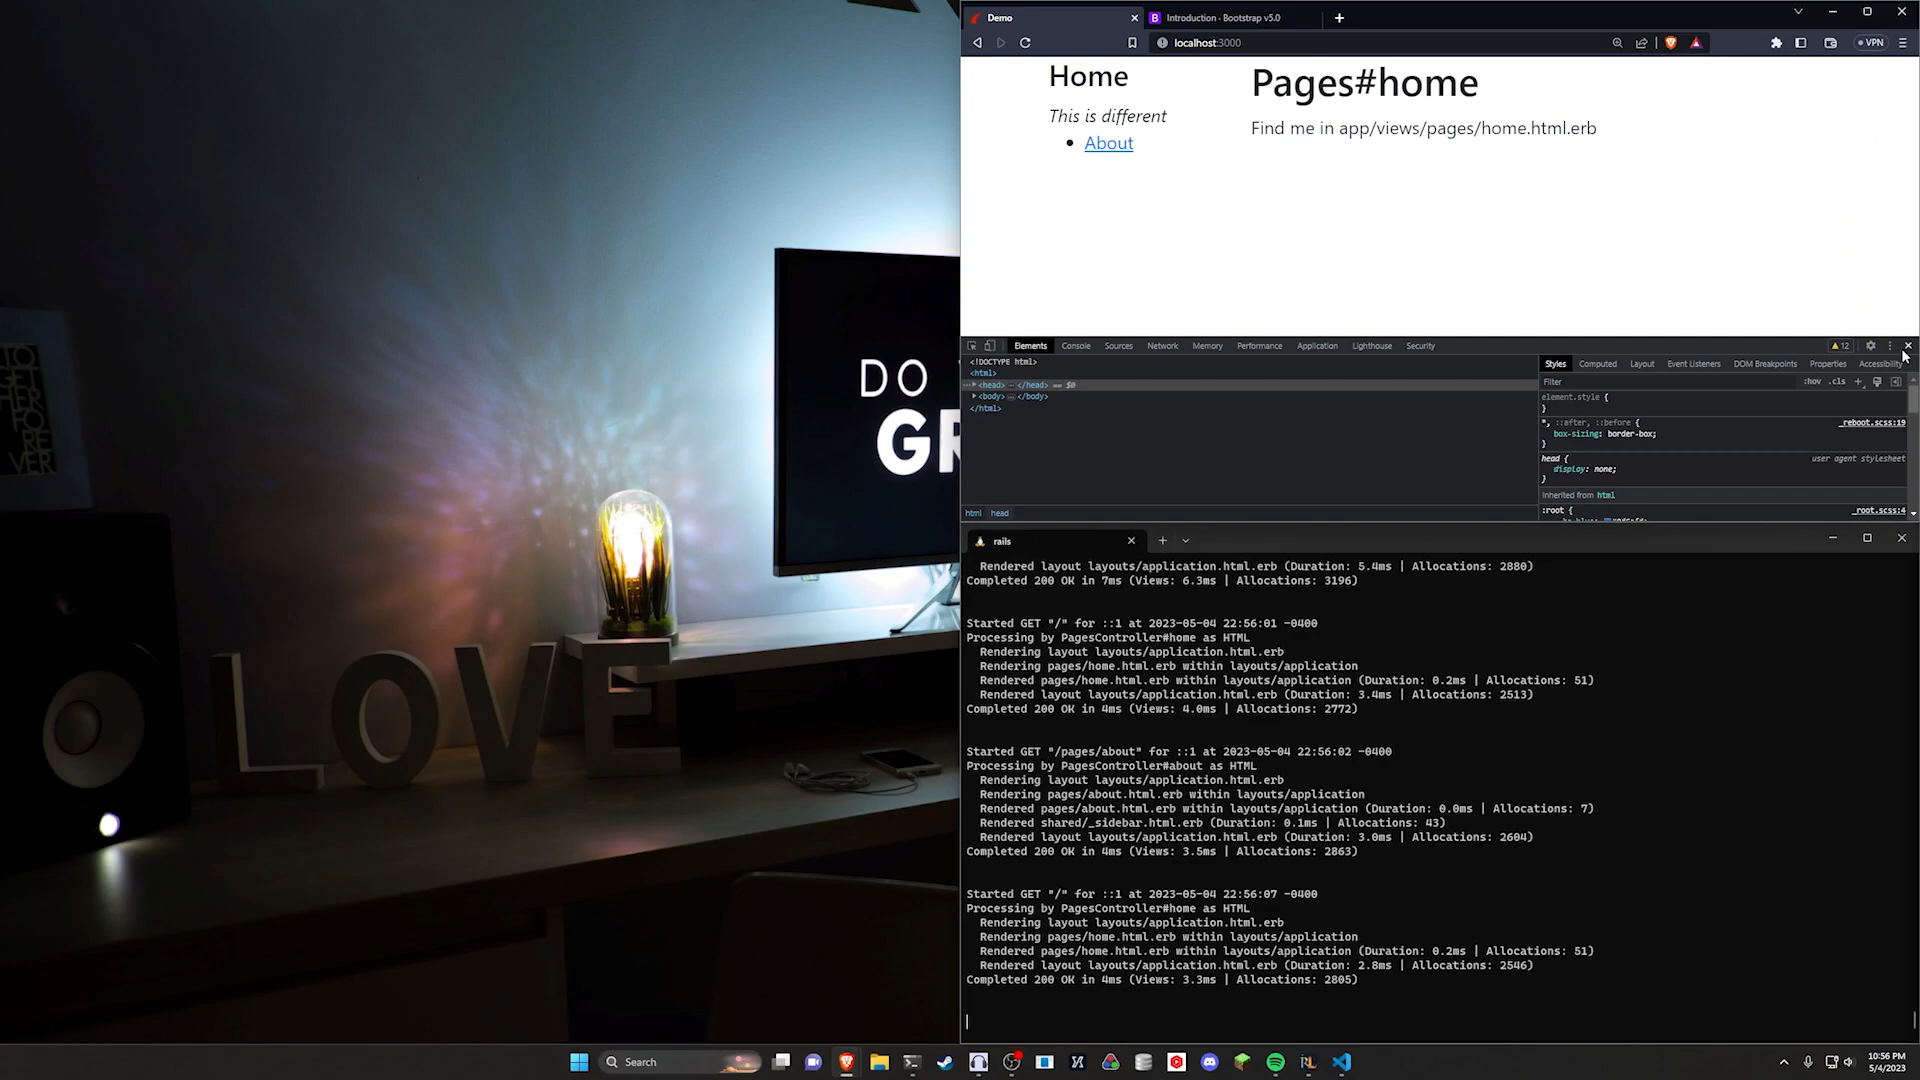 Demo
Introduction - Bootstrap v5.0
localhost:3000
VPN
Home
This is different
About
Pages#home
Find me in app/views/pages/home.html.erb
Elements Console Sources Network Memory Performance Application Lighthouse Security
12
<!DOCTYPE html>
<html>
<head> … </head> == $0
<body> … </body>
</html>
html head
Styles Computed Layout Event Listeners DOM Breakpoints Properties Accessibility
Filter
:hov .cls
element.style {
}
*, ::after, ::before {
_reboot.scss:19
box-sizing: border-box;
}
head {
user agent stylesheet
display: none;
}
Inherited from html
:root {
_root.scss:4
rails
Rendered layout layouts/application.html.erb (Duration: 5.4ms | Allocations: 2880)
Completed 200 OK in 7ms (Views: 6.3ms | Allocations: 3196)
Started GET "/" for ::1 at 2023-05-04 22:56:01 -0400
Processing by PagesController#home as HTML
Rendering layout layouts/application.html.erb
Rendering pages/home.html.erb within layouts/application
Rendered pages/home.html.erb within layouts/application (Duration: 0.2ms | Allocations: 51)
Rendered layout layouts/application.html.erb (Duration: 3.4ms | Allocations: 2513)
Completed 200 OK in 4ms (Views: 4.0ms | Allocations: 2772)
Started GET "/pages/about" for ::1 at 2023-05-04 22:56:02 -0400
Processing by PagesController#about as HTML
Rendering layout layouts/application.html.erb
Rendering pages/about.html.erb within layouts/application
Rendered pages/about.html.erb within layouts/application (Duration: 0.0ms | Allocations: 7)
Rendered shared/_sidebar.html.erb (Duration: 0.1ms | Allocations: 43)
Rendered layout layouts/application.html.erb (Duration: 3.0ms | Allocations: 2604)
Completed 200 OK in 4ms (Views: 3.5ms | Allocations: 2863)
Started GET "/" for ::1 at 2023-05-04 22:56:07 -0400
Processing by PagesController#home as HTML
Rendering layout layouts/application.html.erb
Rendering pages/home.html.erb within layouts/application
Rendered pages/home.html.erb within layouts/application (Duration: 0.2ms | Allocations: 51)
Rendered layout layouts/application.html.erb (Duration: 2.8ms | Allocations: 2546)
Completed 200 OK in 4ms (Views: 3.3ms | Allocations: 2805)
DO
GR
LOVE
TO
GET
HER
FO
RE
VER
Search
10:56 PM
5/4/2023